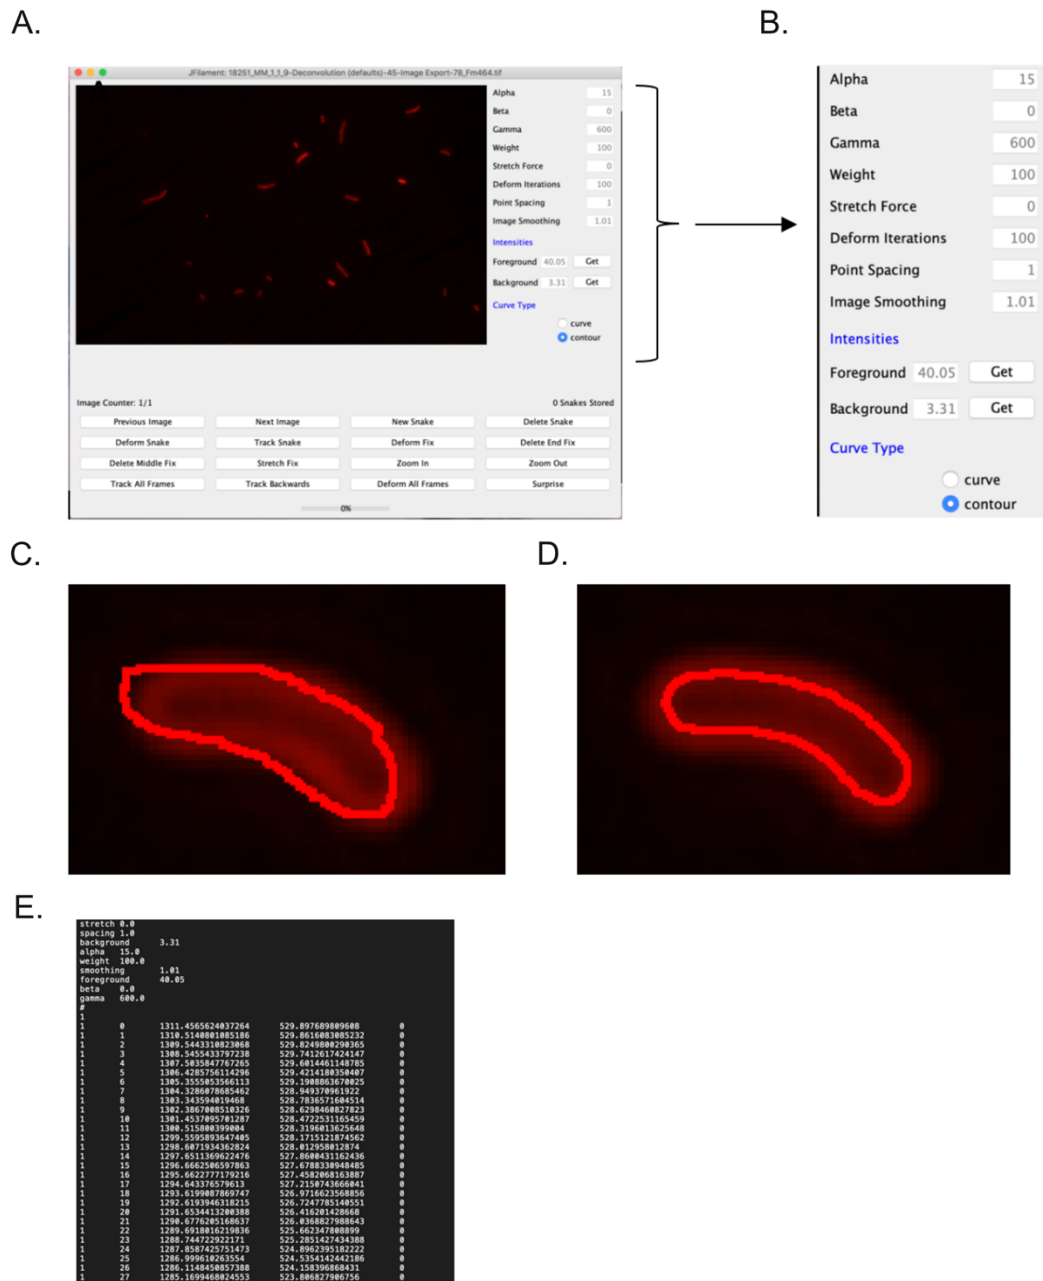 A.
B.
JFilament: 18251_MM_1_1_9-Deconvolution (defaults)-45-Image Export-78_Fm464.tif
Alpha 15
Beta 0
Gamma 600
Weight 100
Stretch Force 0
Deform Iterations 100
Point Spacing 1
Image Smoothing 1.01
Intensities
Foreground 40.05 Get
Background 3.31 Get
Curve Type
curve
contour
Image Counter: 1/1 0 Snakes Stored
Previous Image Next Image New Snake Delete Snake
Deform Snake Track Snake Deform Fix Delete End Fix
Delete Middle Fix Stretch Fix Zoom In Zoom Out
Track All Frames Track Backwards Deform All Frames Surprise
0%
Alpha 15
Beta 0
Gamma 600
Weight 100
Stretch Force 0
Deform Iterations 100
Point Spacing 1
Image Smoothing 1.01
Intensities
Foreground 40.05 Get
Background 3.31 Get
Curve Type
curve
contour
C.
D.
E.
stretch 0.0
spacing 1.0
background 3.31
alpha 15.0
weight 100.0
smoothing 1.01
foreground 40.05
beta 0.0
gamma 600.0
#
1
1 0 1311.4565624037264 529.897689809608 0
1 1 1310.5140801085186 529.8616083085232 0
1 2 1309.5443310823068 529.8249800290365 0
1 3 1308.5455433797238 529.7412617424147 0
1 4 1307.5035847767265 529.6014461148785 0
1 5 1306.4285756114296 529.4214180350407 0
1 6 1305.3555053566113 529.1908863670025 0
1 7 1304.3286078685462 528.949370961922 0
1 8 1303.343594019468 528.7836571604514 0
1 9 1302.3867008510326 528.6298460827823 0
1 10 1301.4537095701287 528.4722531165459 0
1 11 1300.515800399004 528.3196013625648 0
1 12 1299.5595893647405 528.1715121874562 0
1 13 1298.6071934362824 528.012958012874 0
1 14 1297.6511369622476 527.8600431162436 0
1 15 1296.6662506597863 527.6788330948485 0
1 16 1295.6622777179216 527.4582068163887 0
1 17 1294.643376579613 527.2150743666041 0
1 18 1293.6199087869747 526.9716623568856 0
1 19 1292.6193946318215 526.7247785140551 0
1 20 1291.6534413200388 526.416201428668 0
1 21 1290.6776205168637 526.0368827988643 0
1 22 1289.6918016219836 525.662347808899 0
1 23 1288.744722922171 525.2851427434388 0
1 24 1287.8587425751473 524.8962395182222 0
1 25 1286.999610263554 524.5354142442186 0
1 26 1286.1148450857388 524.158396868431 0
1 27 1285.1699468024553 523.806827906756 0